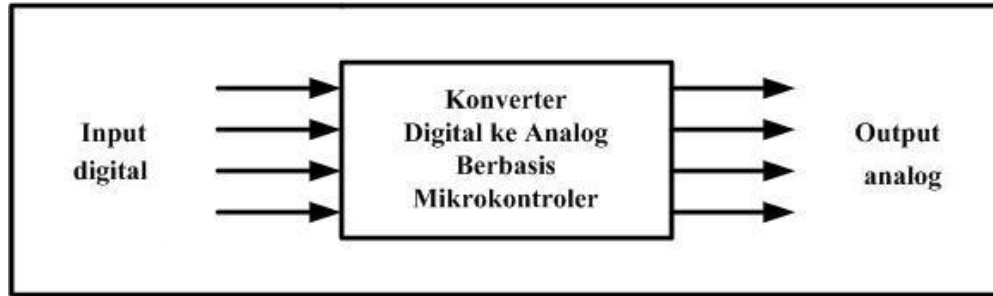 Input
digital
Konverter
Digital ke Analog
Berbasis
Mikrokontroler
Output
analog